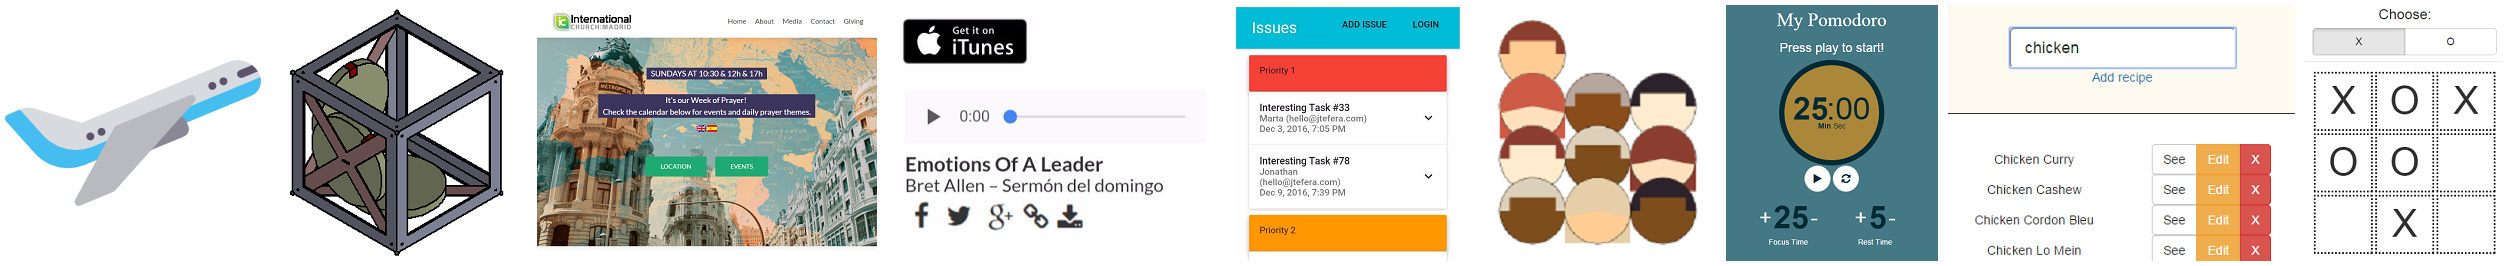 International
CHURCH|MADRID
Home About Media Contact Giving
METROPOLIS
SUNDAYS AT 10:30 & 12h & 17h
It's our Week of Prayer!
Check the calendar below for events and daily prayer themes.
LOCATION EVENTS
Get it on
iTunes
0:00
Emotions Of A Leader
Bret Allen – Sermón del domingo
Issues ADD ISSUE LOGIN
Priority 1
Interesting Task #33
Marta (hello@jtefera.com)
Dec 3, 2016, 7:05 PM
Interesting Task #78
Jonathan
(hello@jtefera.com)
Dec 9, 2016, 7:39 PM
Priority 2
My Pomodoro
Press play to start!
25:00
Min Sec
+25- +5-
Focus Time Rest Time
chicken
Add recipe
Chicken Curry See Edit X
Chicken Cashew See Edit X
Chicken Cordon Bleu See Edit X
Chicken Lo Mein See Edit X
Choose:
X O
X O X
O O
X